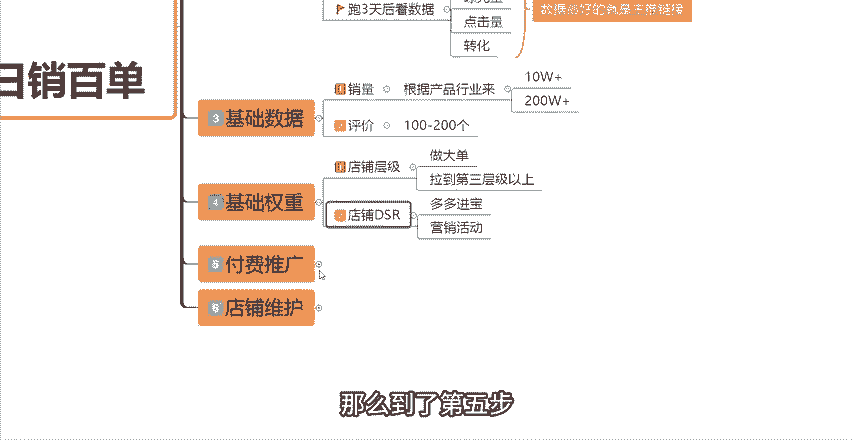 跑3天后看数据
点击量
转化
日销百单
3 基础数据
销量
根据产品行业来
10W+
200W+
评价
100-200个
4 基础权重
店铺层级
做大单
拉到第三层级以上
店铺DSR
多多进宝
营销活动
5 付费推广
6 店铺维护
那么到了第五步